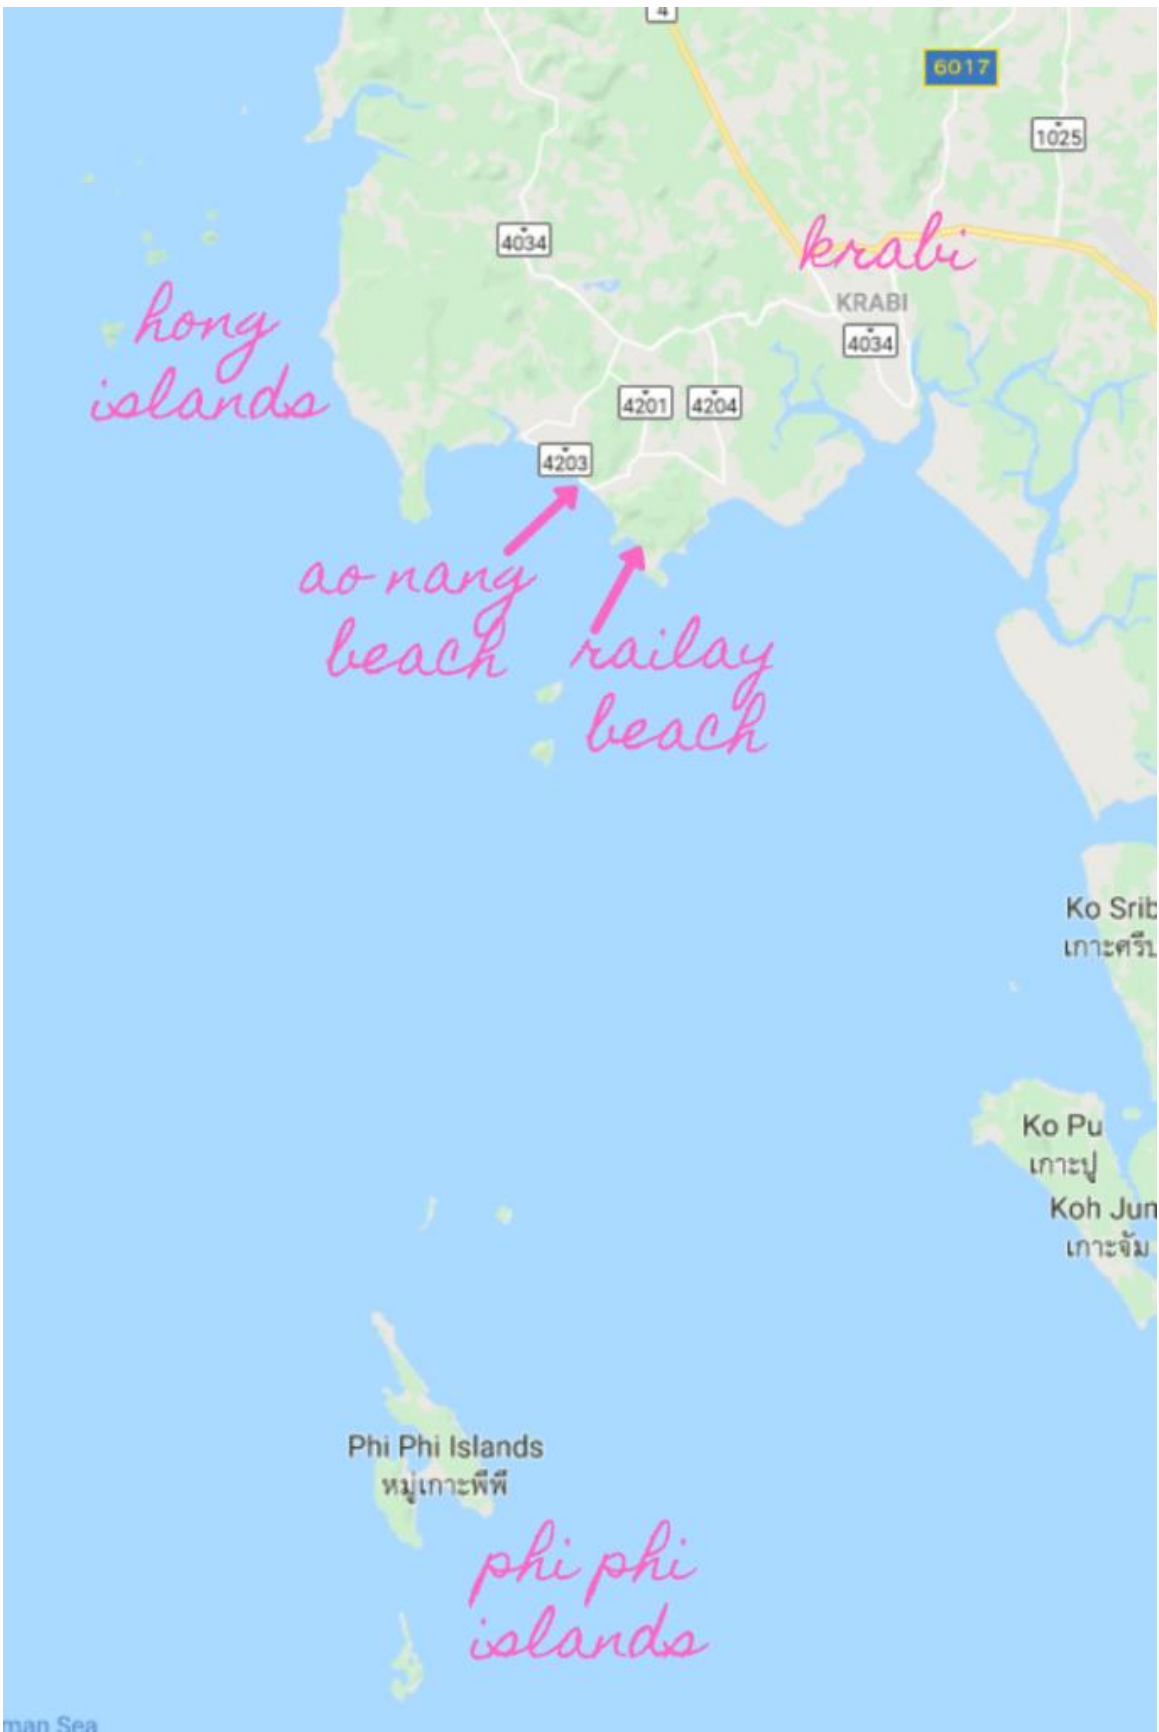 4
6017
1025
4034
krabi
KRABI
4034
hong
islands
4201
4204
4203
ao nang
beach
railay
beach
Ko Srib
เกาะศรีบ
Ko Pu
เกาะปู
Koh Jum
เกาะจัม
Phi Phi Islands
หมู่เกาะพีพี
phi phi
islands
man Sea